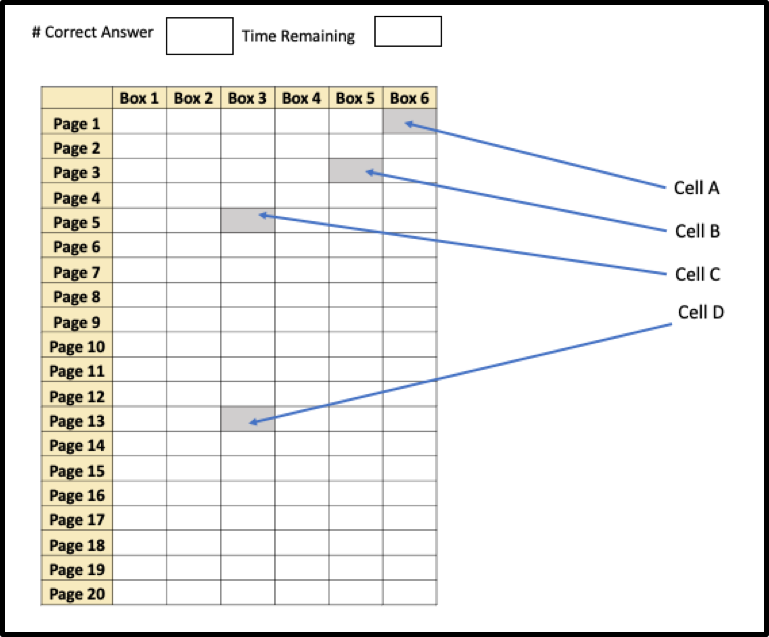 # Correct Answer Time Remaining
Box 1 Box 2 Box 3 Box 4 Box 5 Box 6
Page 1
Page 2
Page 3
Cell A
Page 4
Page 5
Cell B
Page 6
Page 7
Cell C
Page 8
Cell D
Page 9
Page 10
Page 11
Page 12
Page 13
Page 14
Page 15
Page 16
Page 17
Page 18
Page 19
Page 20